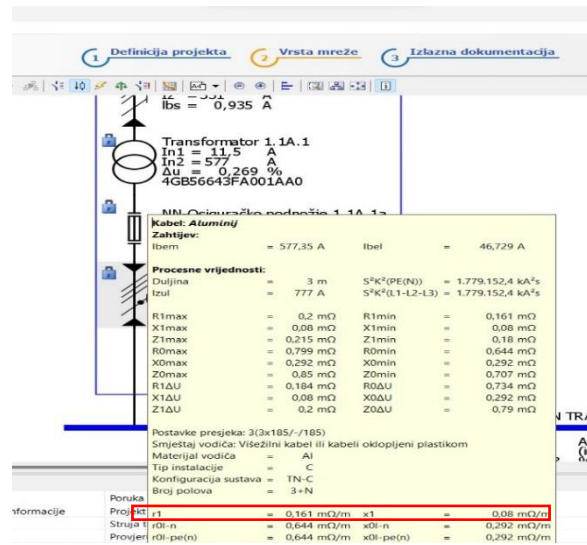 1 Definicija projekta 2 Vrsta mreže 3 Izlazna dokumentacija
A
Ibs = 0,935 A
Transformator 1.1A.1
In1 = 11,5 A
In2 = 577 A
Δu = 0,269 %
4GB56643FA001AA0
NN-Osiguračko podnožje 1.1A.1a
Kabel: Aluminij
Zahtijev:
Ibem = 577,35 A Ibel = 46,729 A
Procesne vrijednosti:
Duljina = 3 m S²K²(PE(N)) = 1.779.152,4 kA²s
Izul = 777 A S²K²(L1-L2-L3) = 1.779.152,4 kA²s
R1max = 0,2 mΩ R1min = 0,161 mΩ
X1max = 0,08 mΩ X1min = 0,08 mΩ
Z1max = 0,215 mΩ Z1min = 0,18 mΩ
R0max = 0,799 mΩ R0min = 0,644 mΩ
X0max = 0,292 mΩ X0min = 0,292 mΩ
Z0max = 0,85 mΩ Z0min = 0,707 mΩ
R1ΔU = 0,184 mΩ R0ΔU = 0,734 mΩ
X1ΔU = 0,08 mΩ X0ΔU = 0,292 mΩ
Z1ΔU = 0,2 mΩ Z0ΔU = 0,79 mΩ
Postavke presjeka: 3(3x185/-/185)
Smještaj vodiča: Višežilni kabel ili kabeli oklopljeni plastikom
Materijal vodiča = Al
Tip instalacije = C
Konfiguracija sustava = TN-C
Broj polova = 3+N
r1 = 0,161 mΩ/m x1 = 0,08 mΩ/m
r0l-n = 0,644 mΩ/m x0l-n = 0,292 mΩ/m
r0l-pe(n) = 0,644 mΩ/m x0l-pe(n) = 0,292 mΩ/m
N TRA
Poruka
Projekt
Struja
Provjeri